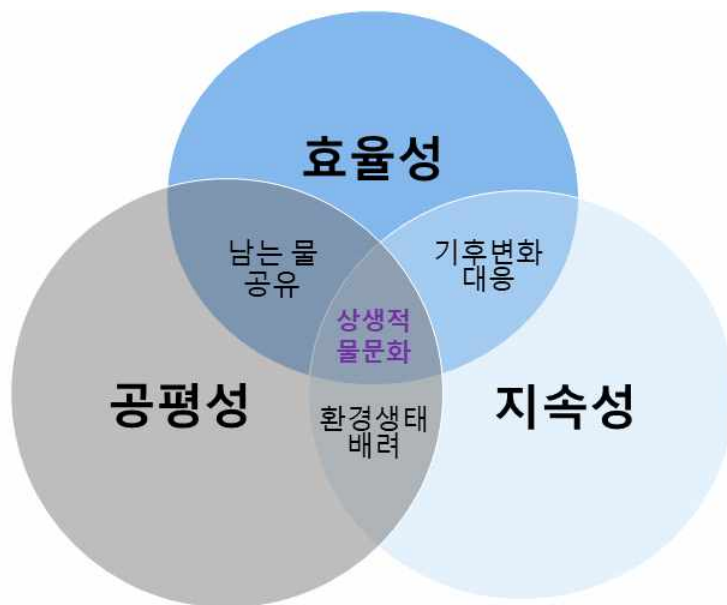 효율성
남는 물
공유
기후변화
대응
상생적
물문화
공평성
지속성
환경생태
배려